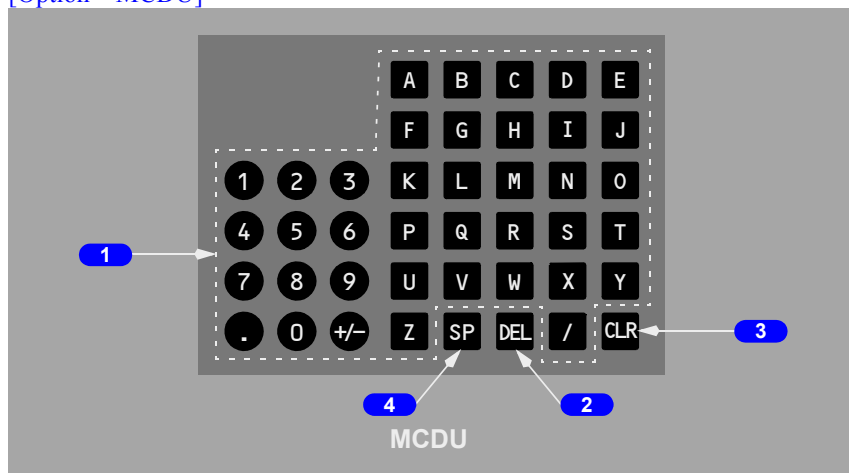 [Option - MCDU]
A B C D E
F G H I J
1 2 3 K L M N O
4 5 6 P Q R S T
1
7 8 9 U V W X Y
. 0 +/- Z SP DEL / CLR
3
4 2
MCDU